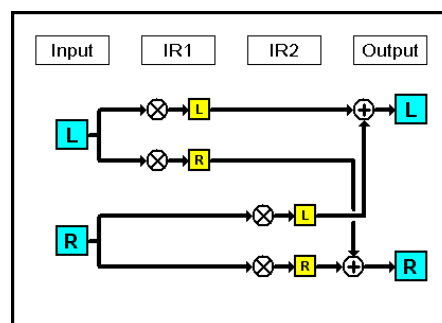 Input IR1 IR2 Output
L L L
L R
R L
R R R